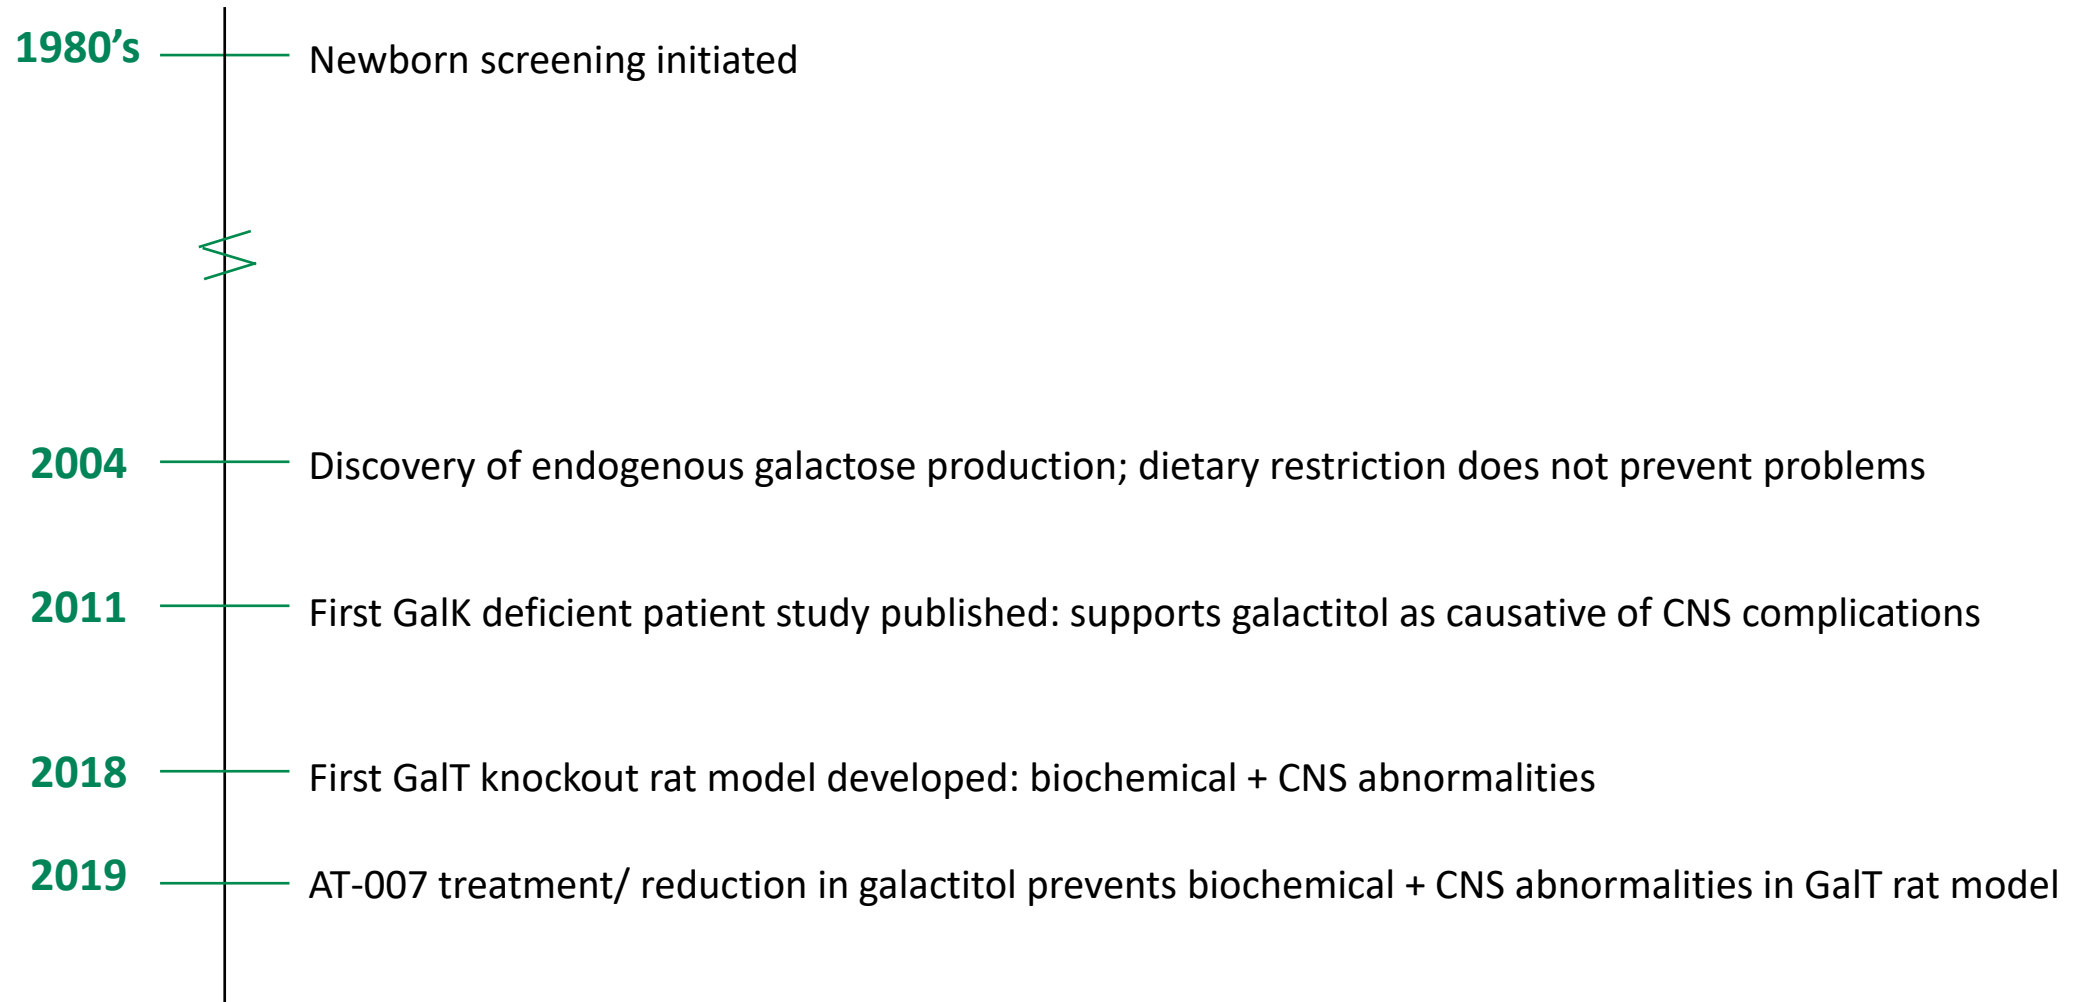 1980’s
Newborn screening initiated
2004
Discovery of endogenous galactose production; dietary restriction does not prevent problems
2011
First GalK deficient patient study published: supports galactitol as causative of CNS complications
2018
First GalT knockout rat model developed: biochemical + CNS abnormalities
2019
AT-007 treatment/ reduction in galactitol prevents biochemical + CNS abnormalities in GalT rat model